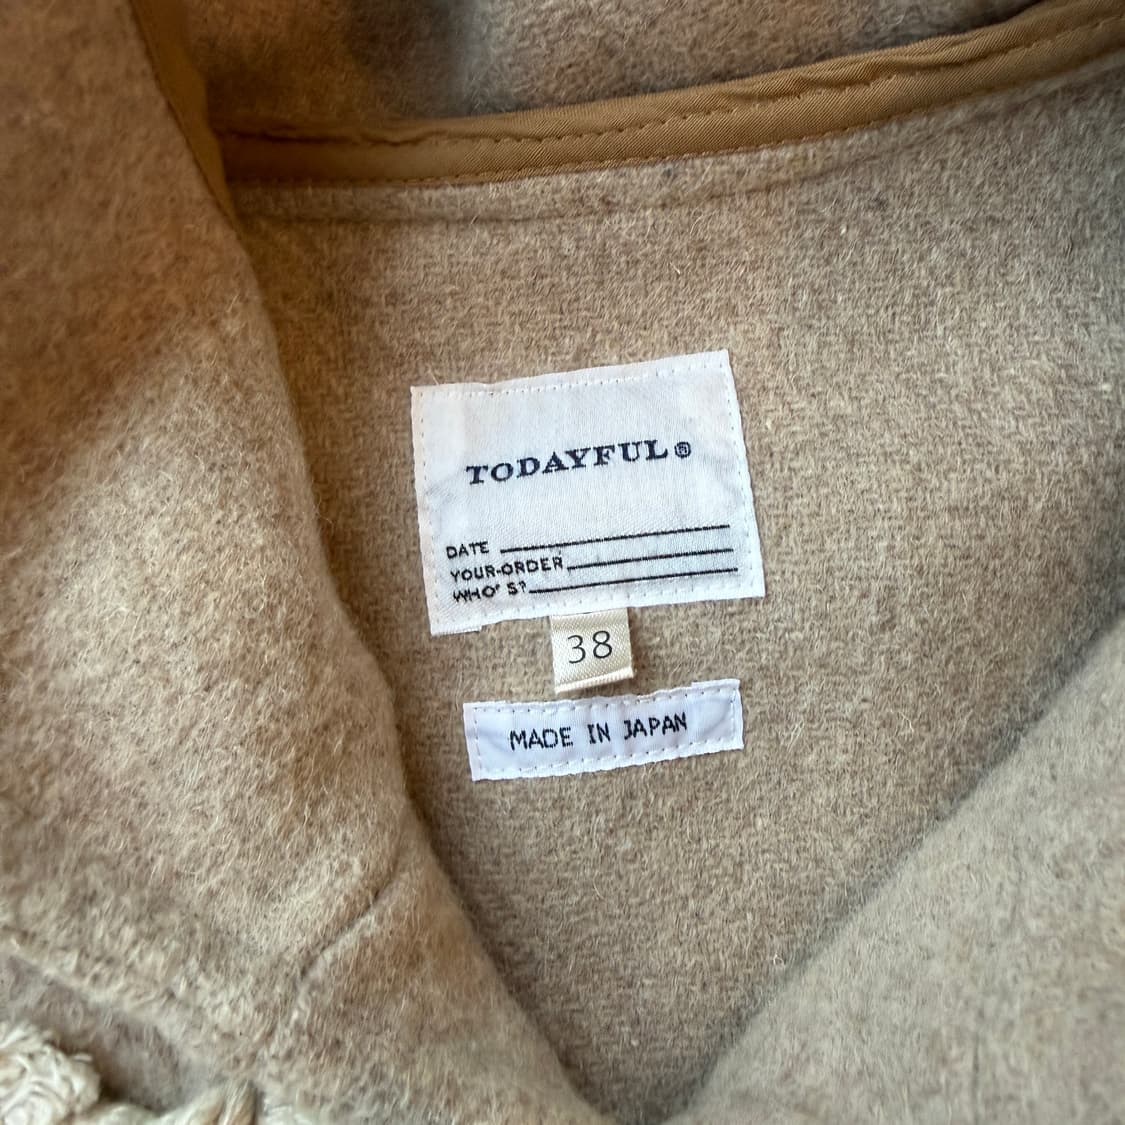 TODAYFUL®
DATE
YOUR-ORDER
WHO'S?
38
MADE IN JAPAN